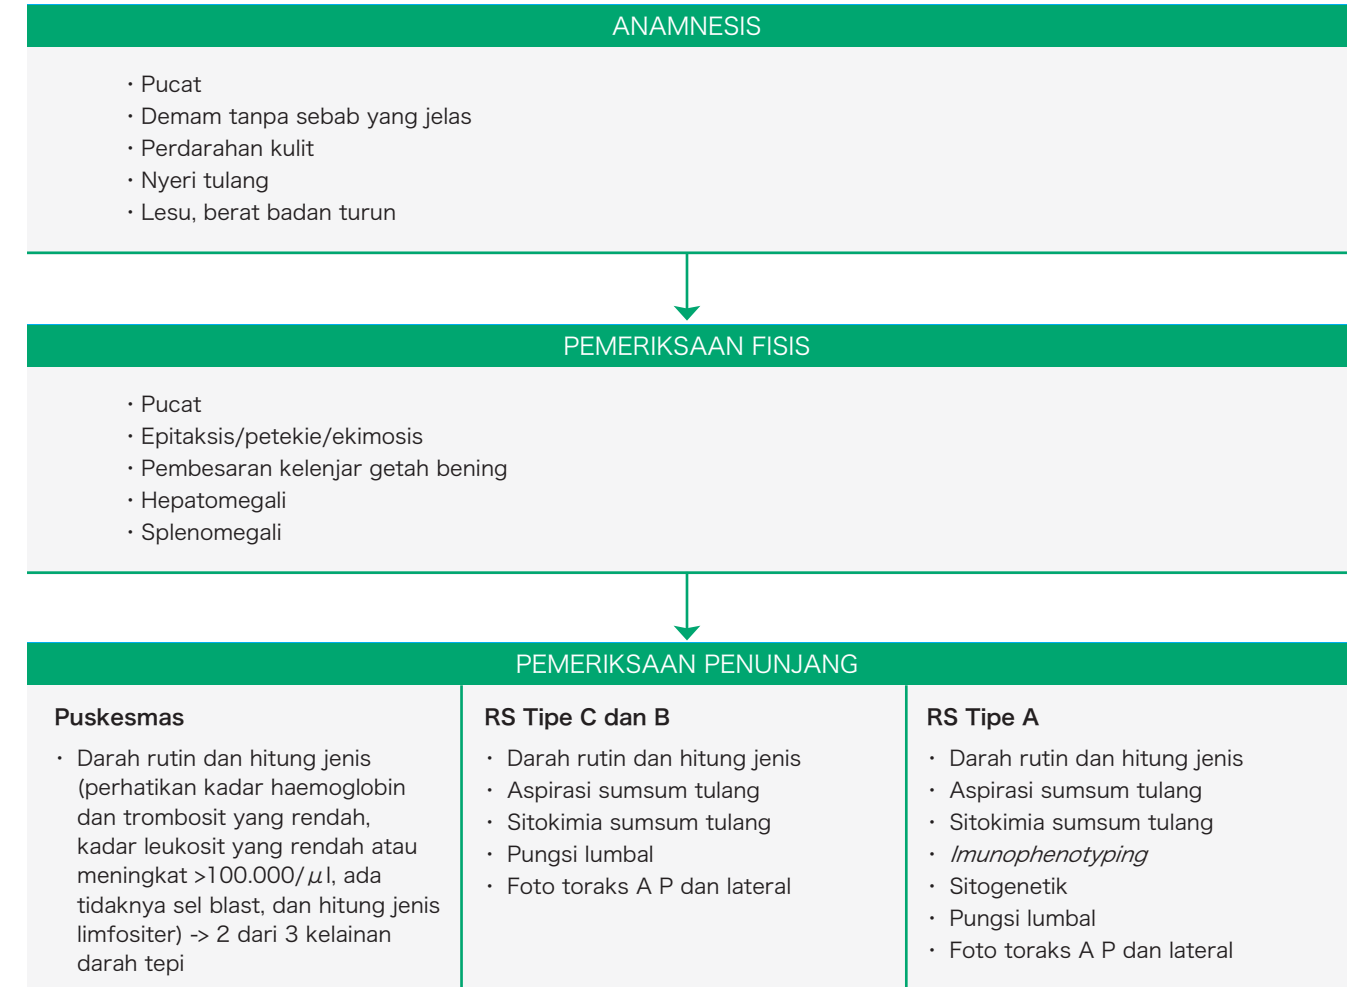 ANAMNESIS
・Pucat
・Demam tanpa sebab yang jelas
・Perdarahan kulit
・Nyeri tulang
・Lesu, berat badan turun
PEMERIKSAAN FISIS
・Pucat
・Epitaksis/petekie/ekimosis
・Pembesaran kelenjar getah bening
・Hepatomegali
・Splenomegali
PEMERIKSAAN PENUNJANG
Puskesmas
・ Darah rutin dan hitung jenis
(perhatikan kadar haemoglobin
dan trombosit yang rendah,
kadar leukosit yang rendah atau
meningkat >100.000/μl, ada
tidaknya sel blast, dan hitung jenis
limfositer) -> 2 dari 3 kelainan
darah tepi
RS Tipe C dan B
・ Darah rutin dan hitung jenis
・ Aspirasi sumsum tulang
・ Sitokimia sumsum tulang
・ Pungsi lumbal
・ Foto toraks A P dan lateral
RS Tipe A
・ Darah rutin dan hitung jenis
・ Aspirasi sumsum tulang
・ Sitokimia sumsum tulang
・ Imunophenotyping
・ Sitogenetik
・ Pungsi lumbal
・ Foto toraks A P dan lateral